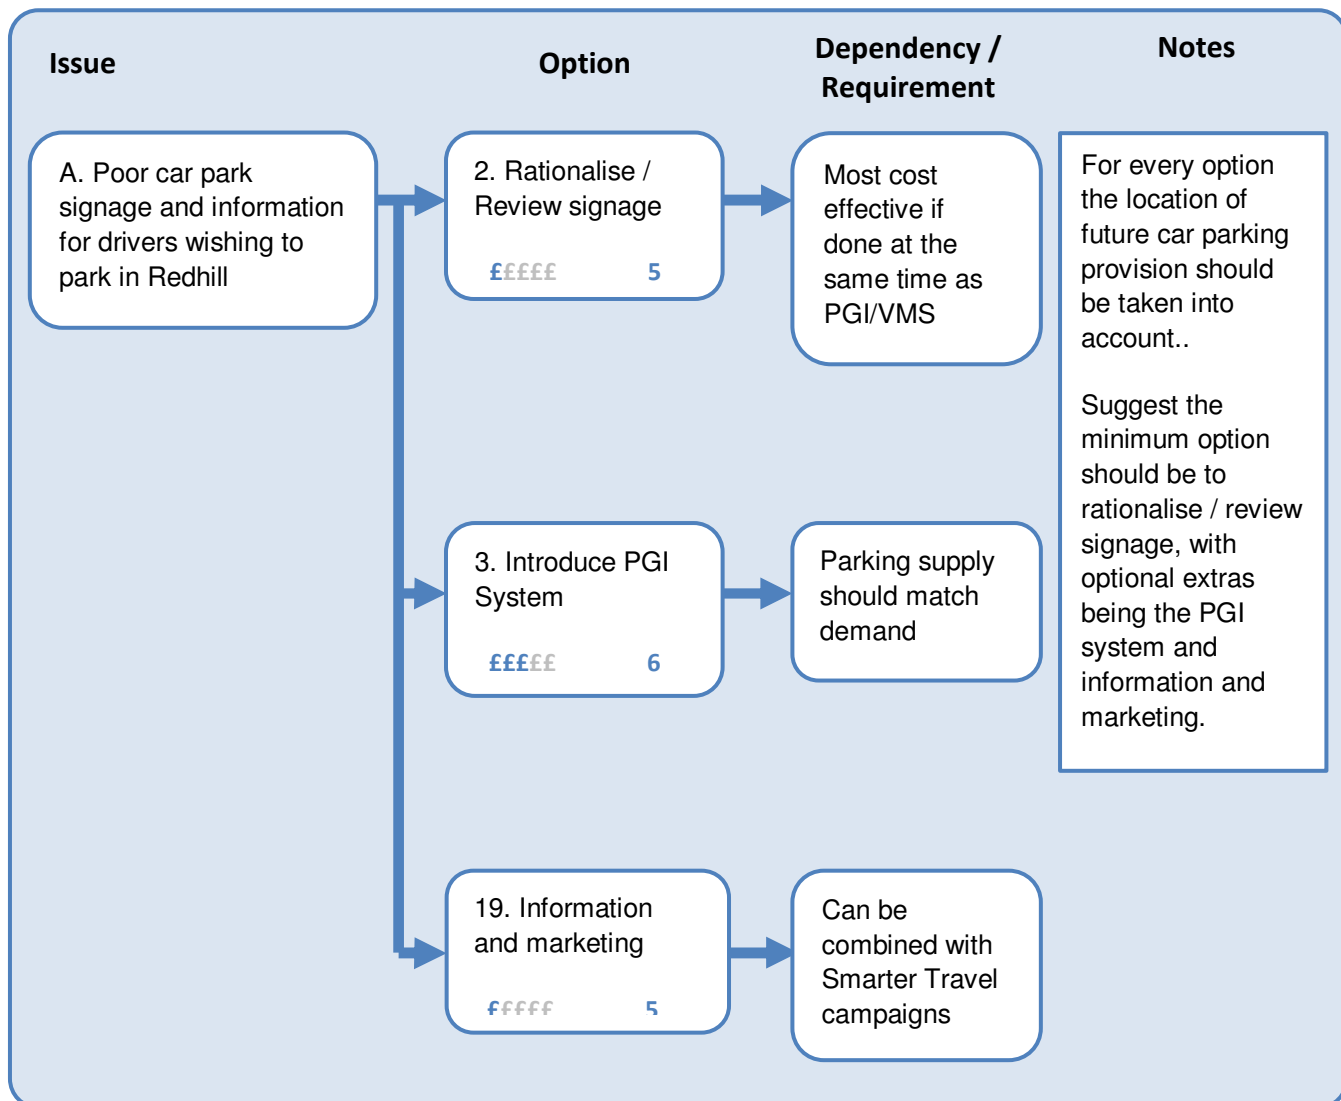 Issue
Option
Dependency /
Requirement
Notes
A. Poor car park
signage and information
for drivers wishing to
park in Redhill
2. Rationalise /
Review signage
£££££ 5
Most cost
effective if
done at the
same time as
PGI/VMS
3. Introduce PGI
System
£££££ 6
Parking supply
should match
demand
19. Information
and marketing
£££££ 5
Can be
combined with
Smarter Travel
campaigns
For every option
the location of
future car parking
provision should
be taken into
account..
Suggest the
minimum option
should be to
rationalise / review
signage, with
optional extras
being the PGI
system and
information and
marketing.